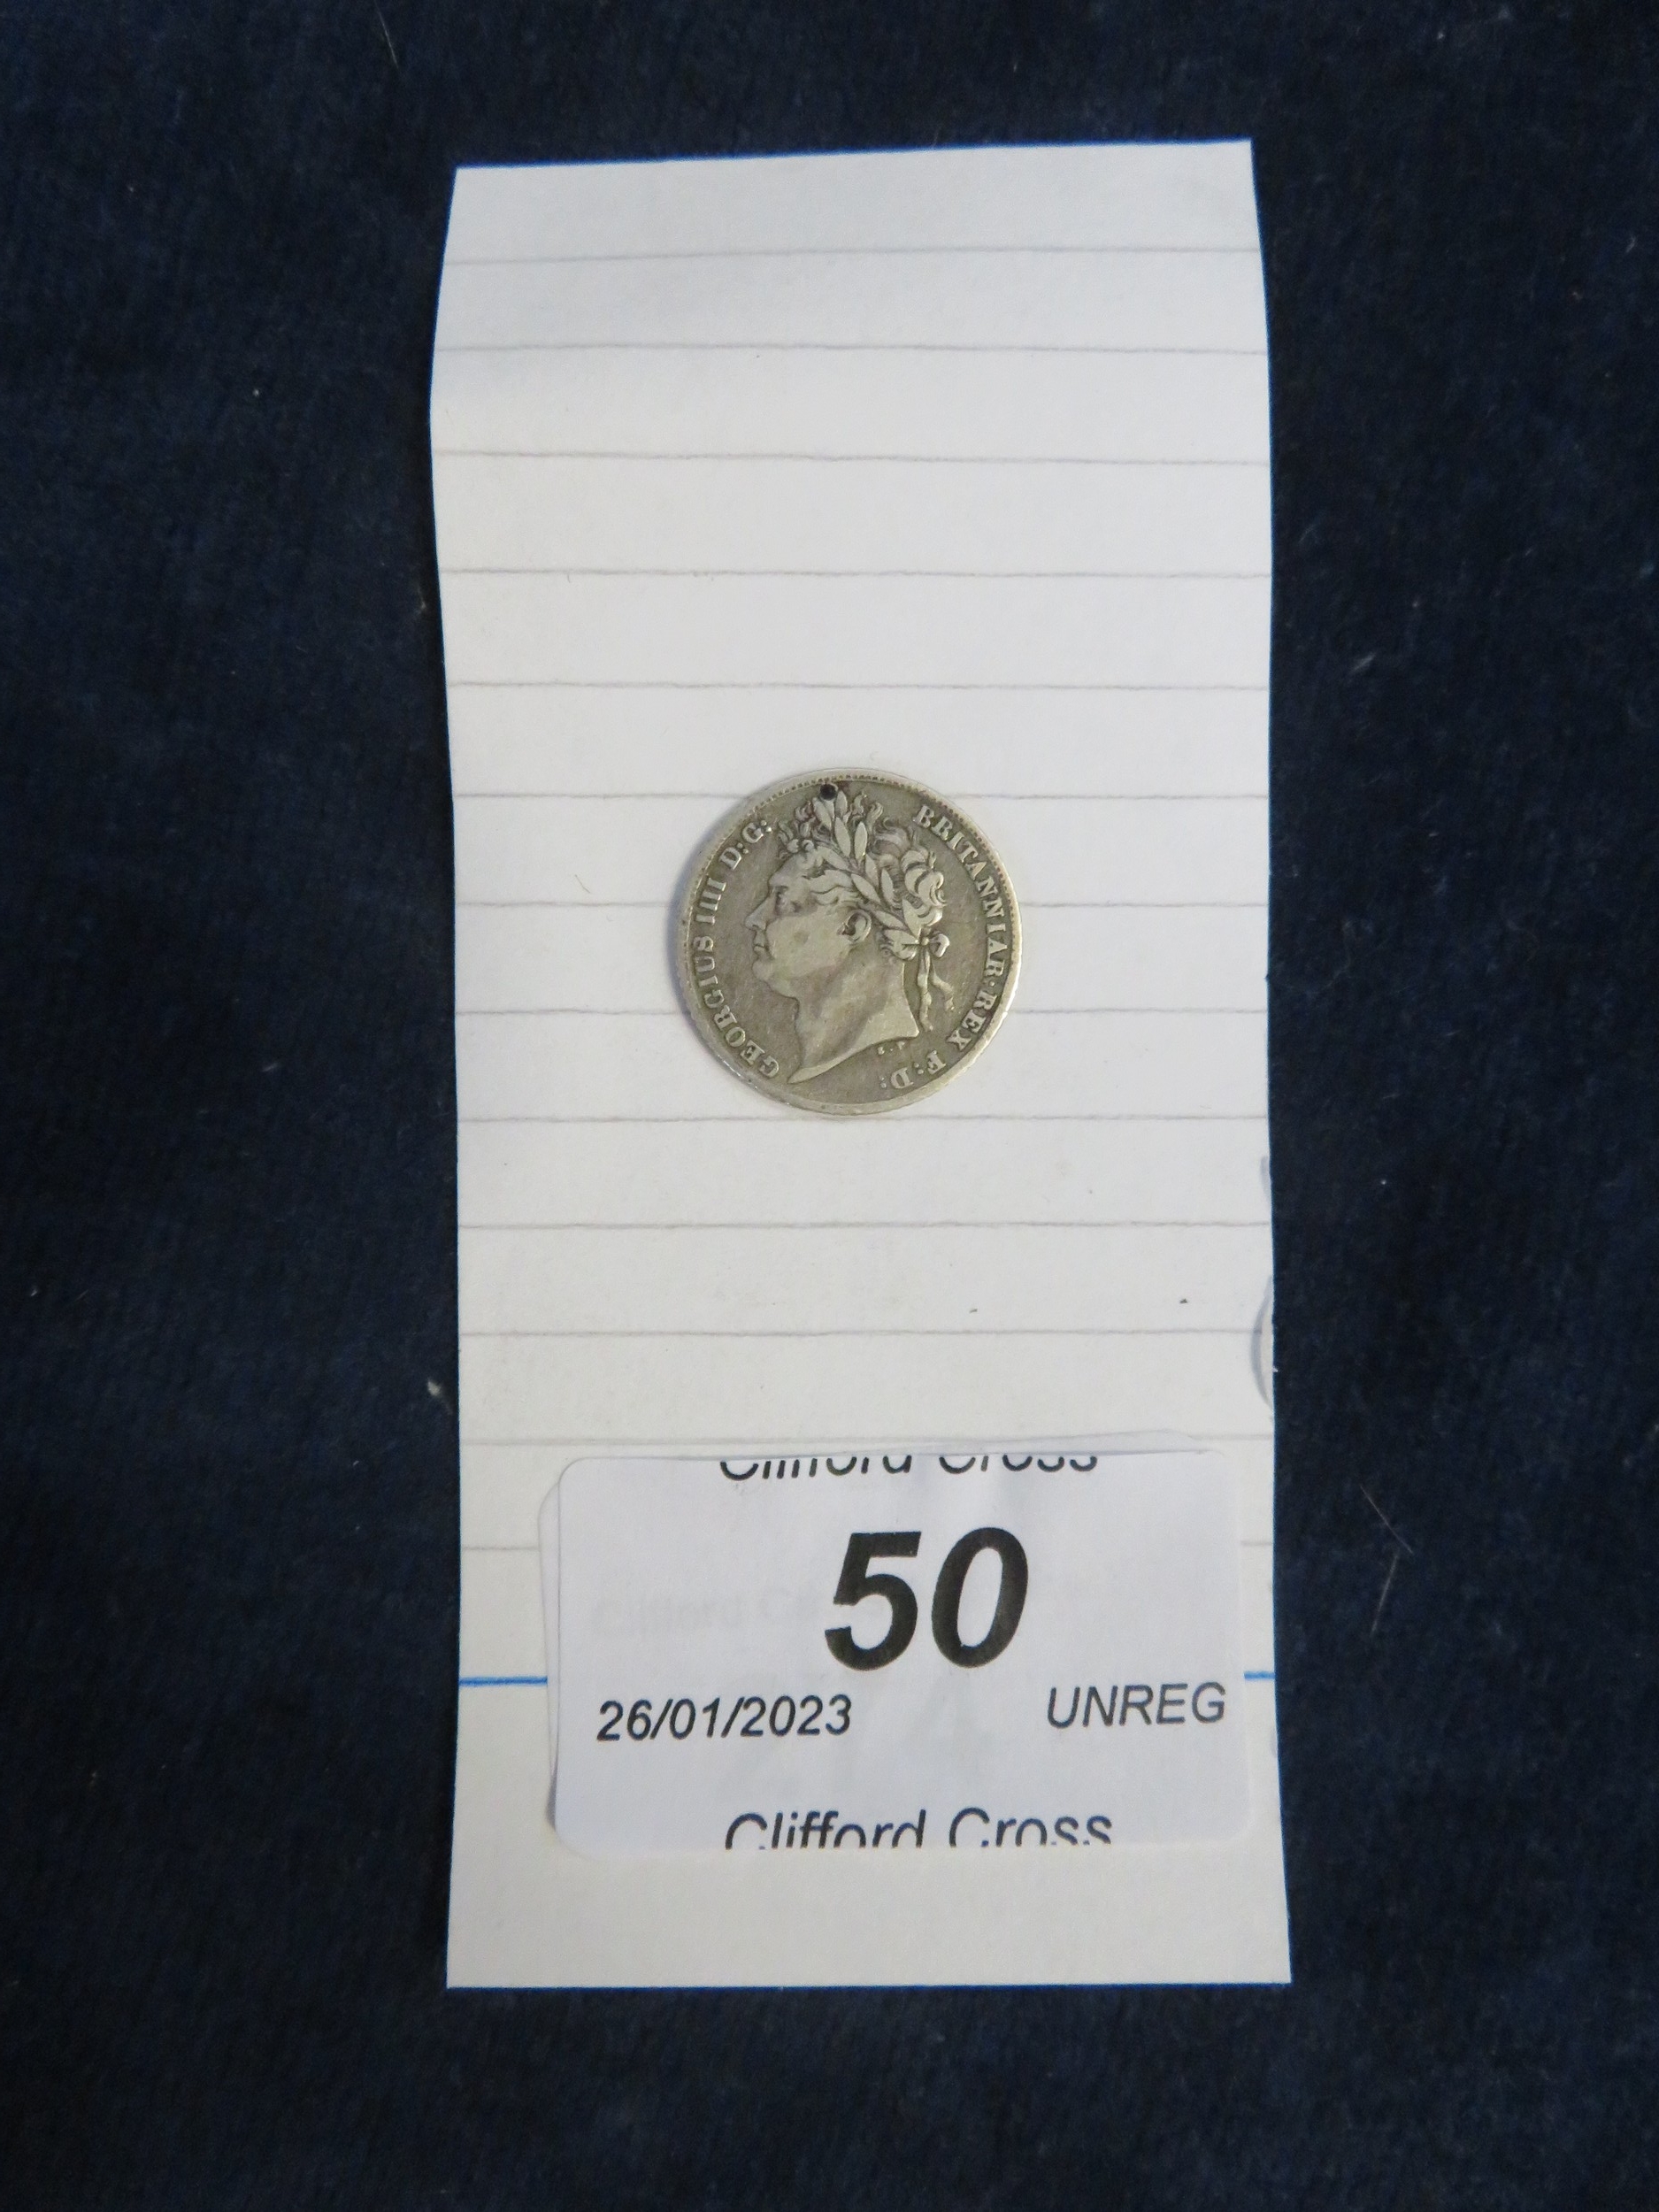 GEORGIUS IIII D:G: BRITANNIAR: REX F:D:
B.P.
Clifford Cross
50
26/01/2023 UNREG
Clifford Cross